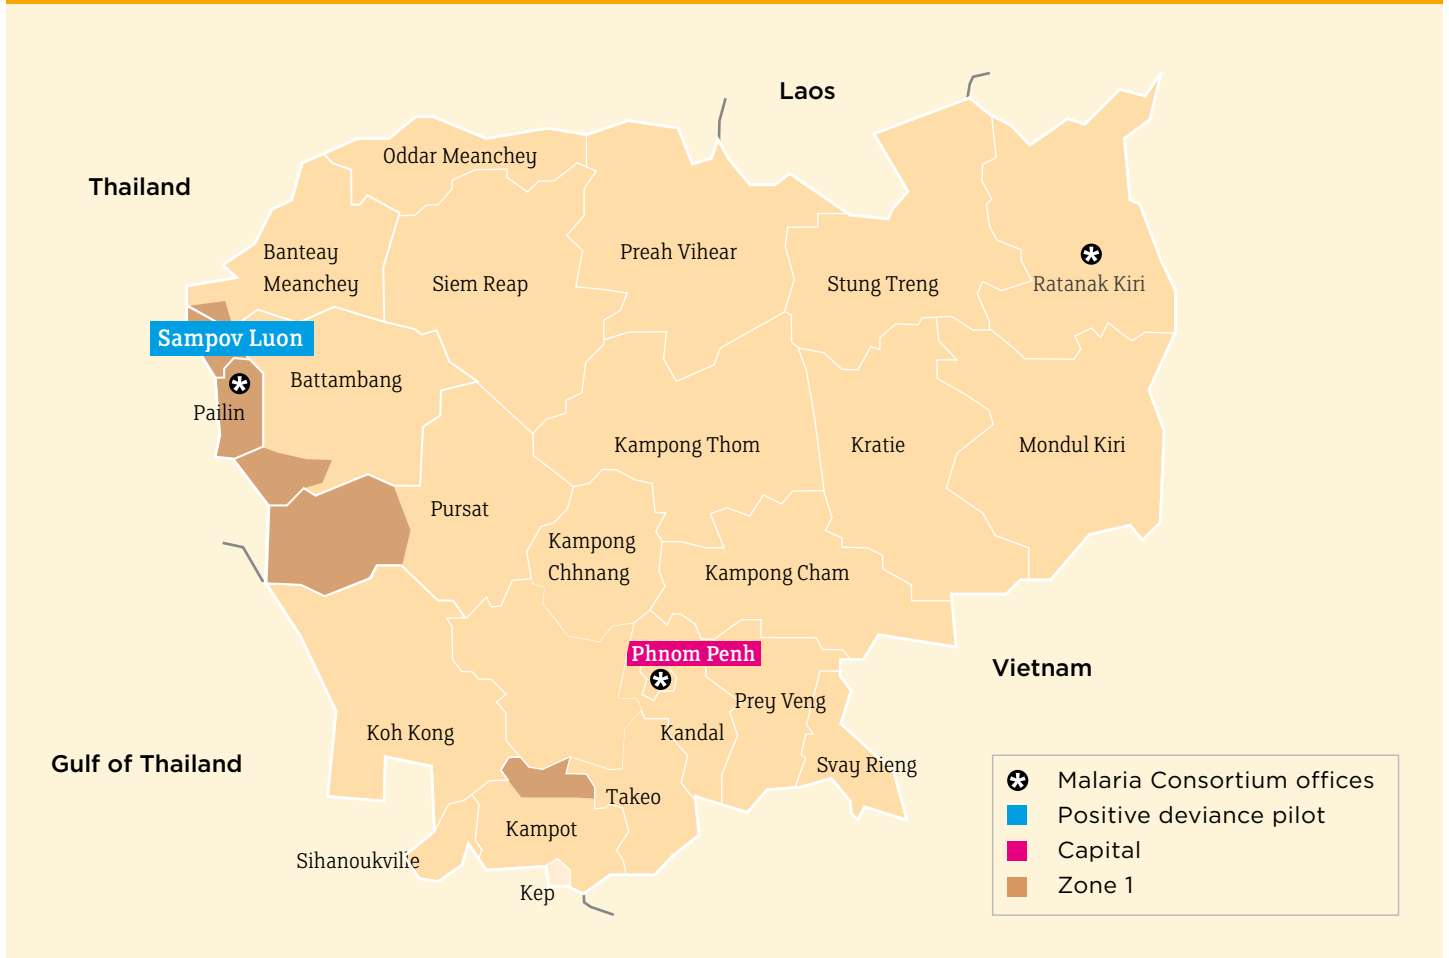 Laos
Oddar Meanchey
Thailand
Banteay
Meanchey
Siem Reap
Preah Vihear
Stung Treng
Ratanak Kiri
Sampov Luon
Battambang
Pailin
Kampong Thom
Kratie
Mondul Kiri
Pursat
Kampong
Chhnang
Kampong Cham
Phnom Penh
Vietnam
Prey Veng
Koh Kong
Kandal
Gulf of Thailand
Svay Rieng
Takeo
Kampot
Sihanoukville
Kep
Malaria Consortium offices
Positive deviance pilot
Capital
Zone 1